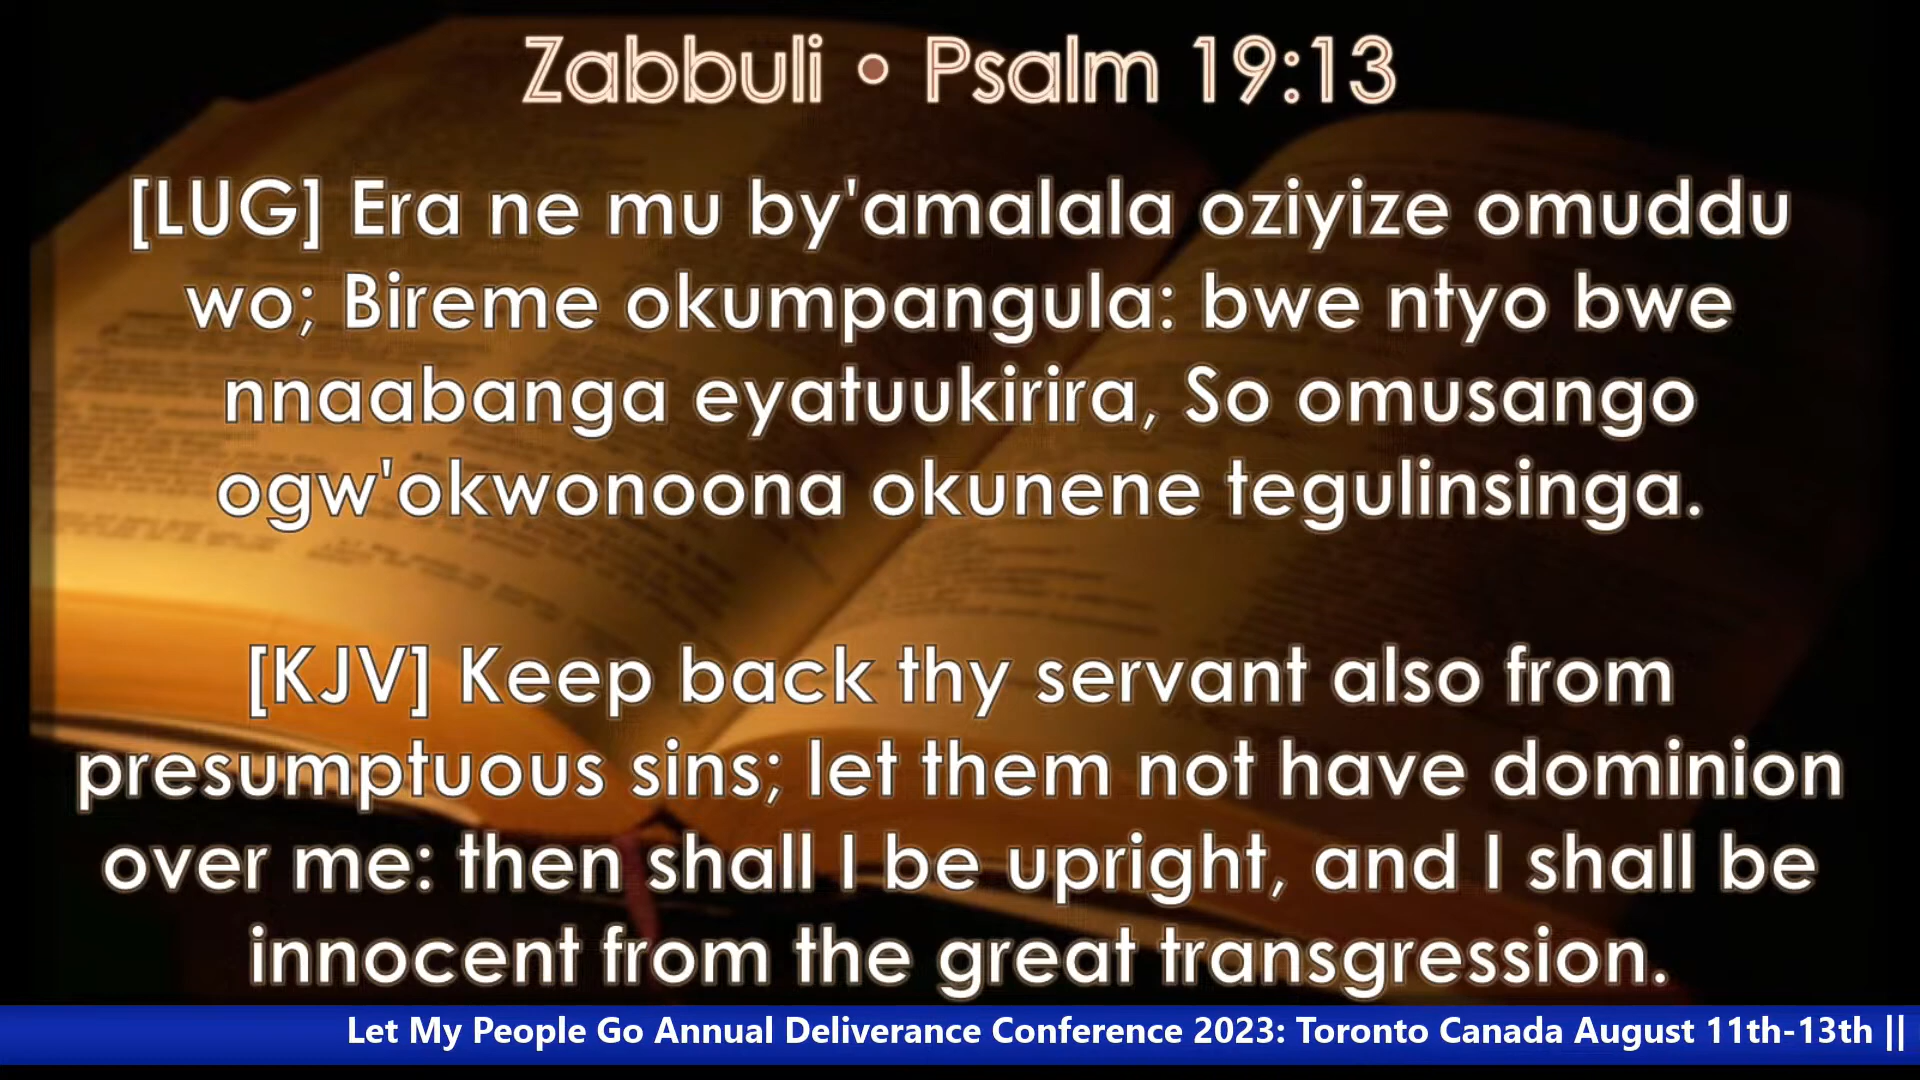 Zabbuli • Psalm 19:13
[LUG] Era ne mu by'amalala oziyize omuddu
wo; Bireme okumpangula: bwe ntyo bwe
nnaabanga eyatuukirira, So omusango
ogw'okwonoona okunene tegulinsinga.
[KJV] Keep back thy servant also from
presumptuous sins; let them not have dominion
over me: then shall I be upright, and I shall be
innocent from the great transgression.
Let My People Go Annual Deliverance Conference 2023: Toronto Canada August 11th-13th ||